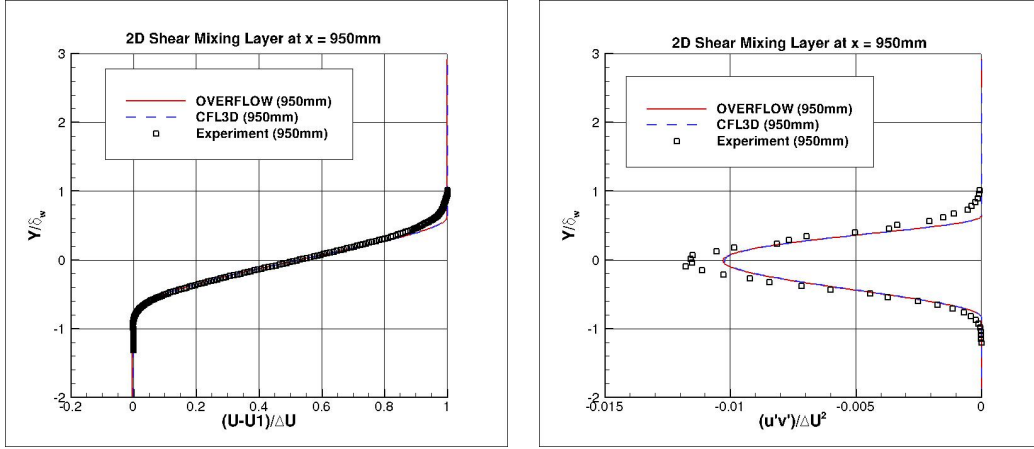 2D Shear Mixing Layer at x = 950mm
3
OVERFLOW (950mm)
CFL3D (950mm)
Experiment (950mm)
2
1
Y/δw
0
-1
-2
-0.2 0 0.2 0.4 0.6 0.8 1
(U-U1)/ΔU
2D Shear Mixing Layer at x = 950mm
3
OVERFLOW (950mm)
CFL3D (950mm)
Experiment (950mm)
2
1
Y/δw
0
-1
-2
-0.015 -0.01 -0.005 0
(u'v')/ΔU²